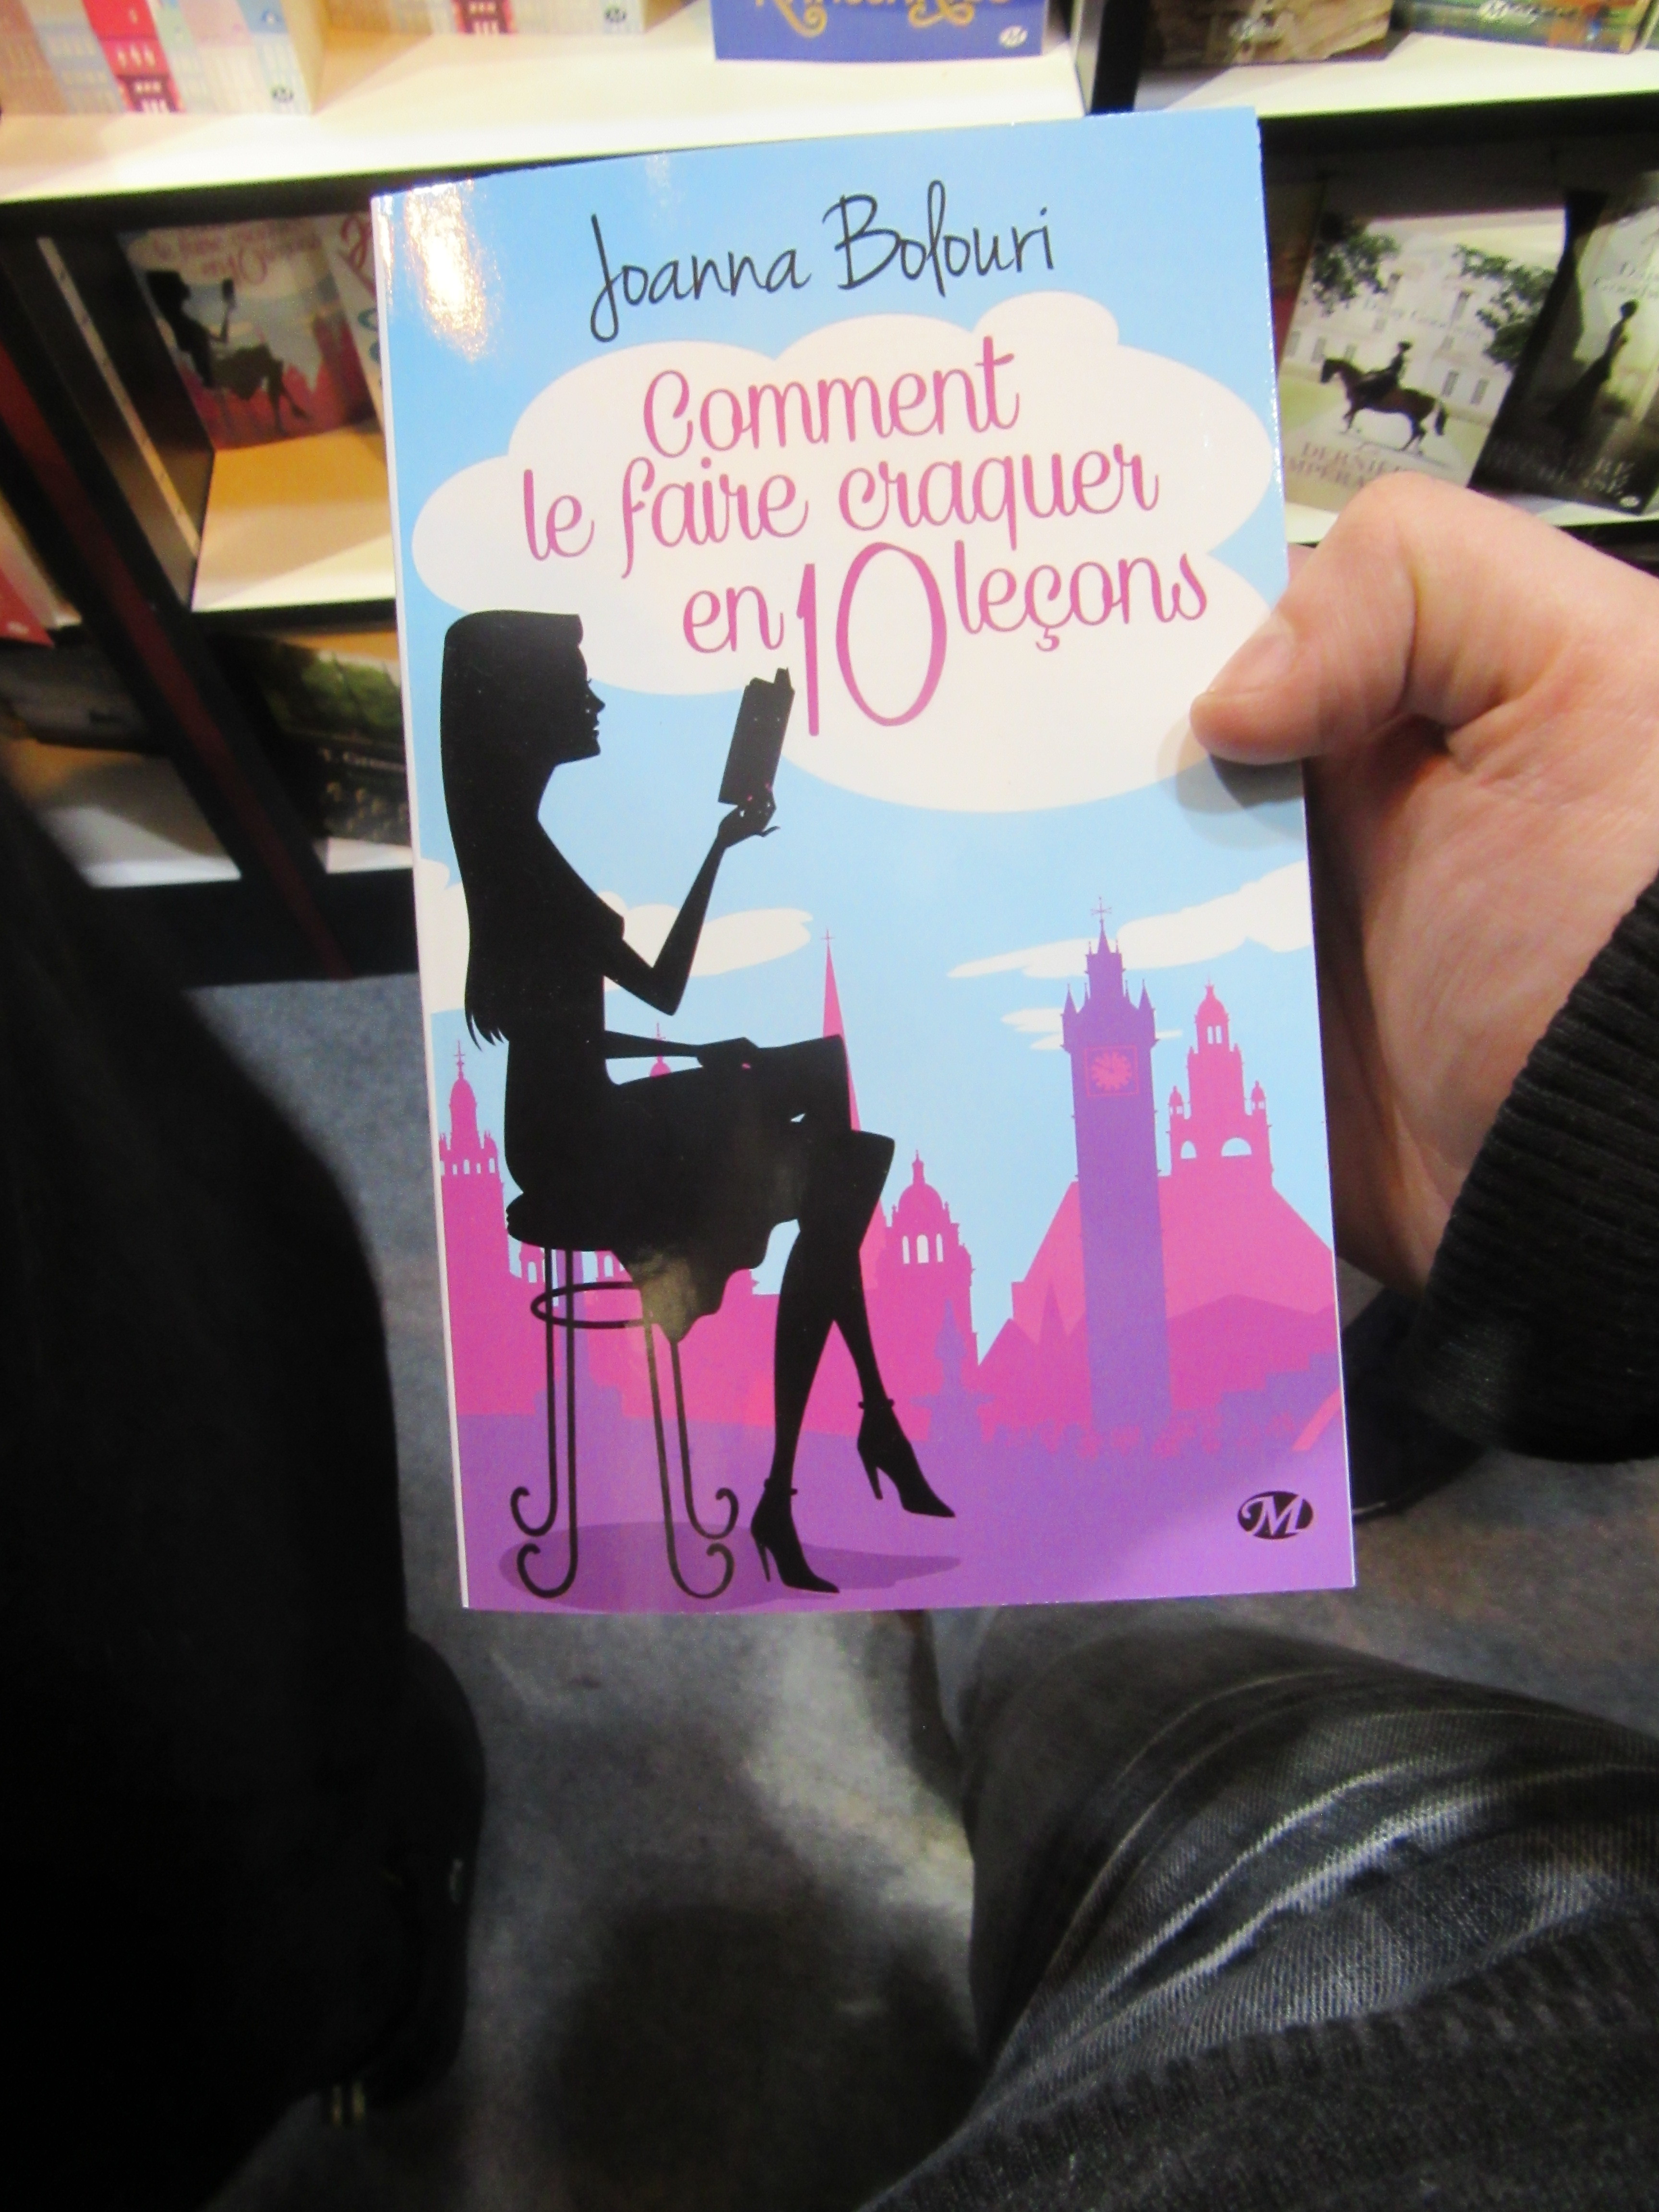 Joanna Bolouri
Comment
le faire craquer
en 10 leçons
M